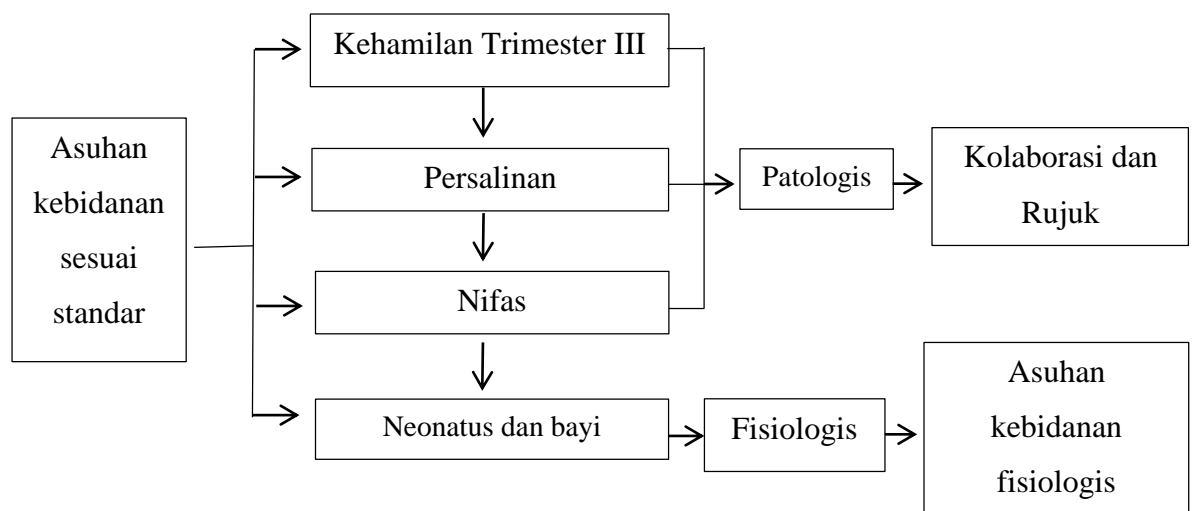 Kehamilan Trimester III
Asuhan
kebidanan
sesuai
standar
Persalinan
Nifas
Neonatus dan bayi
Patologis
Kolaborasi dan
Rujuk
Fisiologis
Asuhan
kebidanan
fisiologis